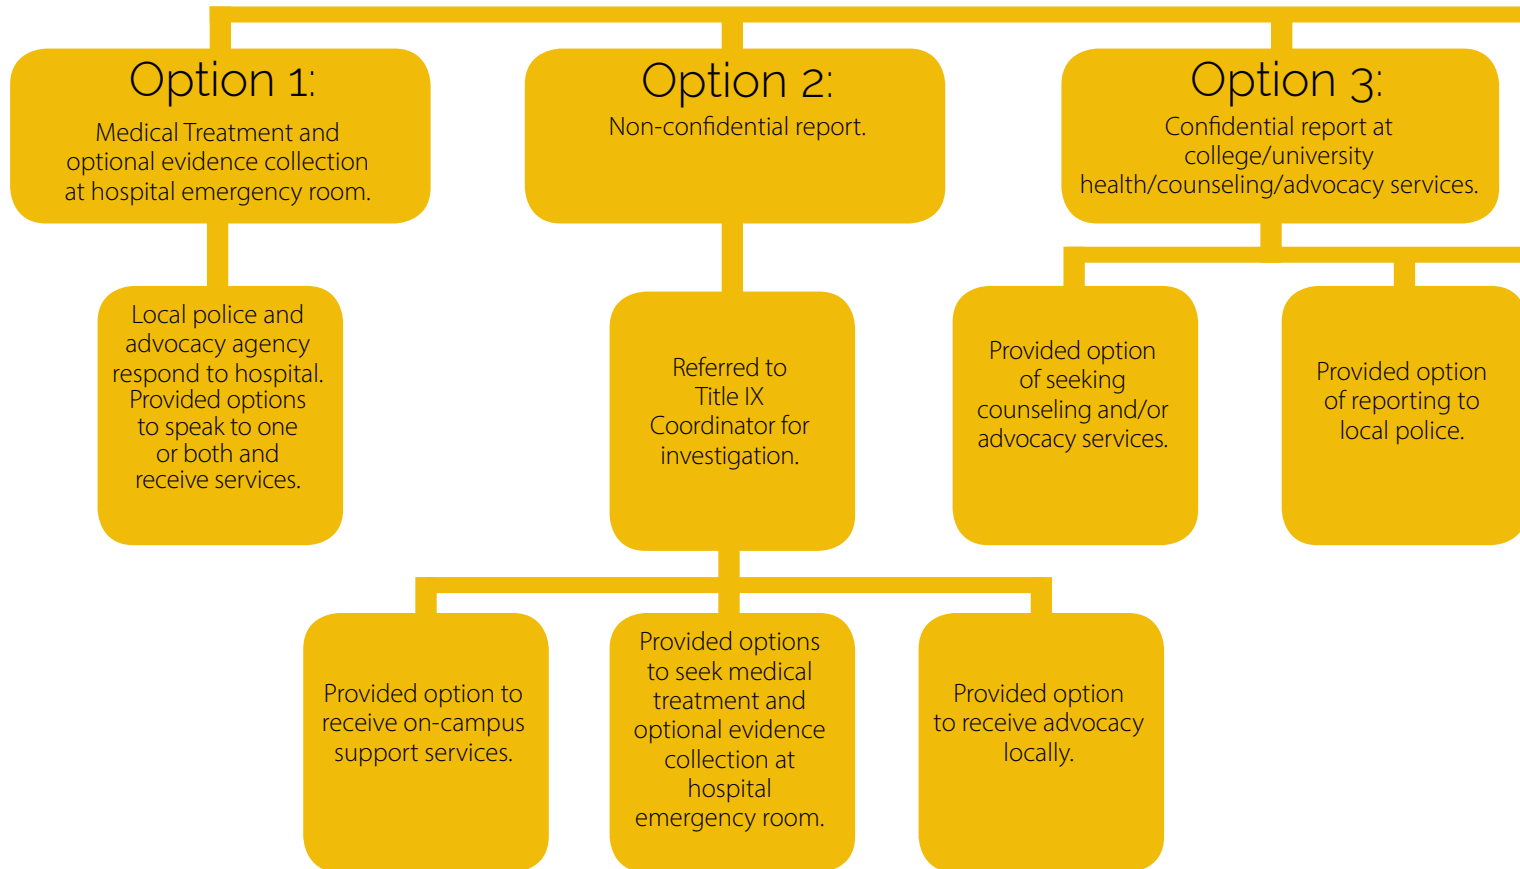 Option 1:
Medical Treatment and
optional evidence collection
at hospital emergency room.
Option 2:
Non-confidential report.
Option 3:
Confidential report at
college/university
health/counseling/advocacy services.
Local police and
advocacy agency
respond to hospital.
Provided options
to speak to one
or both and
receive services.
Referred to
Title IX
Coordinator for
investigation.
Provided option
of seeking
counseling and/or
advocacy services.
Provided option
of reporting to
local police.
Provided option to
receive on-campus
support services.
Provided options
to seek medical
treatment and
optional evidence
collection at
hospital
emergency room.
Provided option
to receive advocacy
locally.